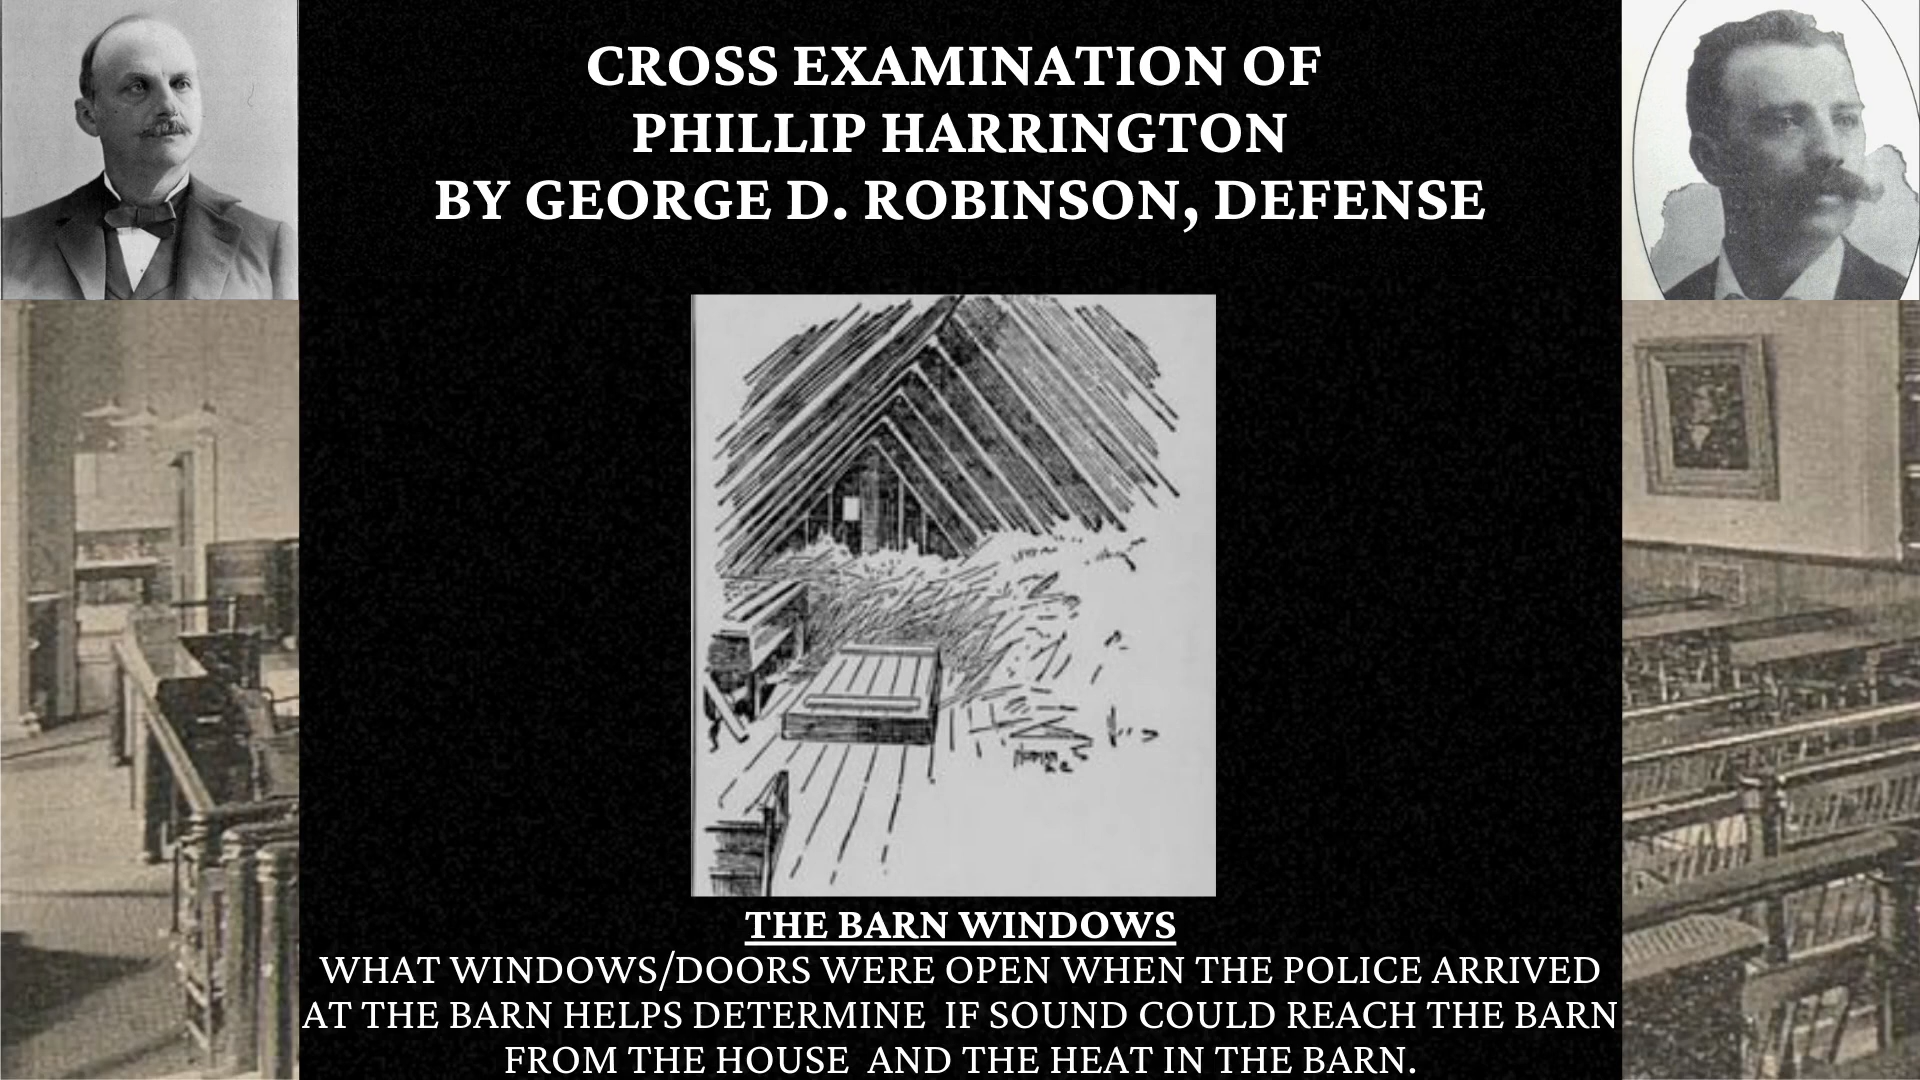 CROSS EXAMINATION OF
PHILLIP HARRINGTON
BY GEORGE D. ROBINSON, DEFENSE
THE BARN WINDOWS
WHAT WINDOWS/DOORS WERE OPEN WHEN THE POLICE ARRIVED
AT THE BARN HELPS DETERMINE IF SOUND COULD REACH THE BARN
FROM THE HOUSE AND THE HEAT IN THE BARN.